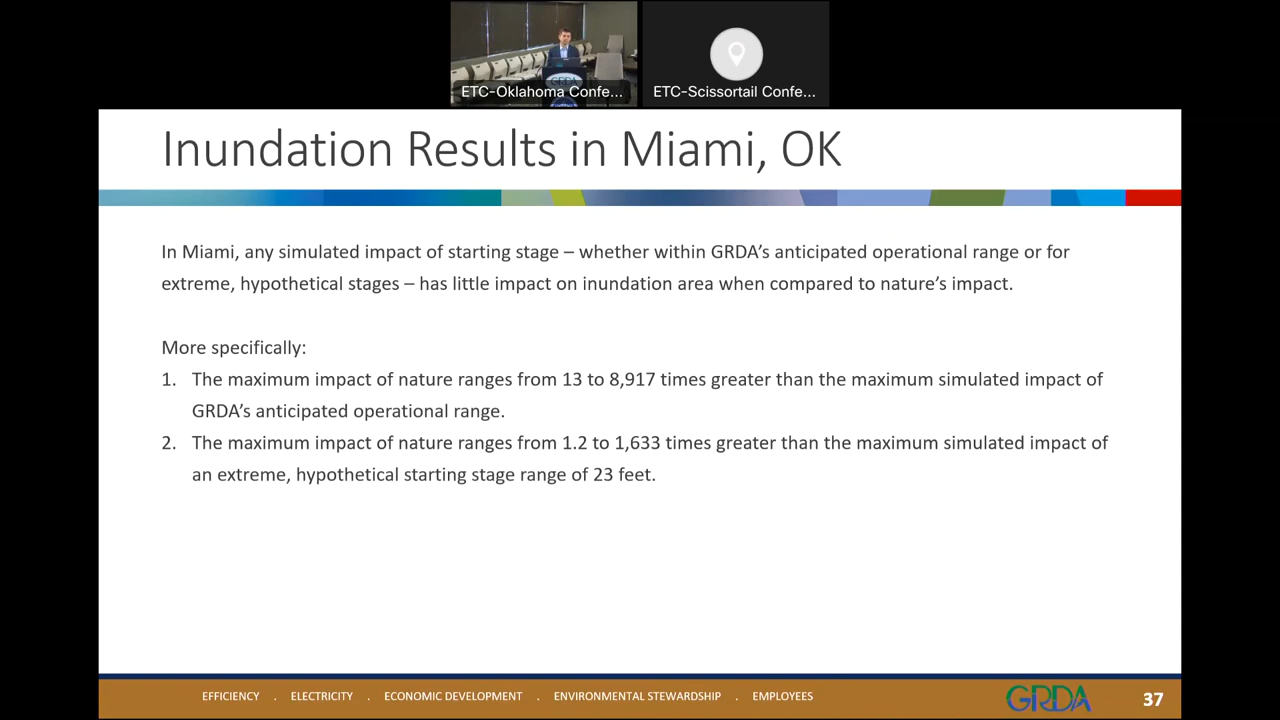 ETC-Oklahoma Confe...
ETC-Scissortail Confe...
GRDA
Inundation Results in Miami, OK
In Miami, any simulated impact of starting stage – whether within GRDA’s anticipated operational range or for
extreme, hypothetical stages – has little impact on inundation area when compared to nature’s impact.
More specifically:
1. The maximum impact of nature ranges from 13 to 8,917 times greater than the maximum simulated impact of
GRDA’s anticipated operational range.
2. The maximum impact of nature ranges from 1.2 to 1,633 times greater than the maximum simulated impact of
an extreme, hypothetical starting stage range of 23 feet.
EFFICIENCY . ELECTRICITY . ECONOMIC DEVELOPMENT . ENVIRONMENTAL STEWARDSHIP . EMPLOYEES
GRDA
37